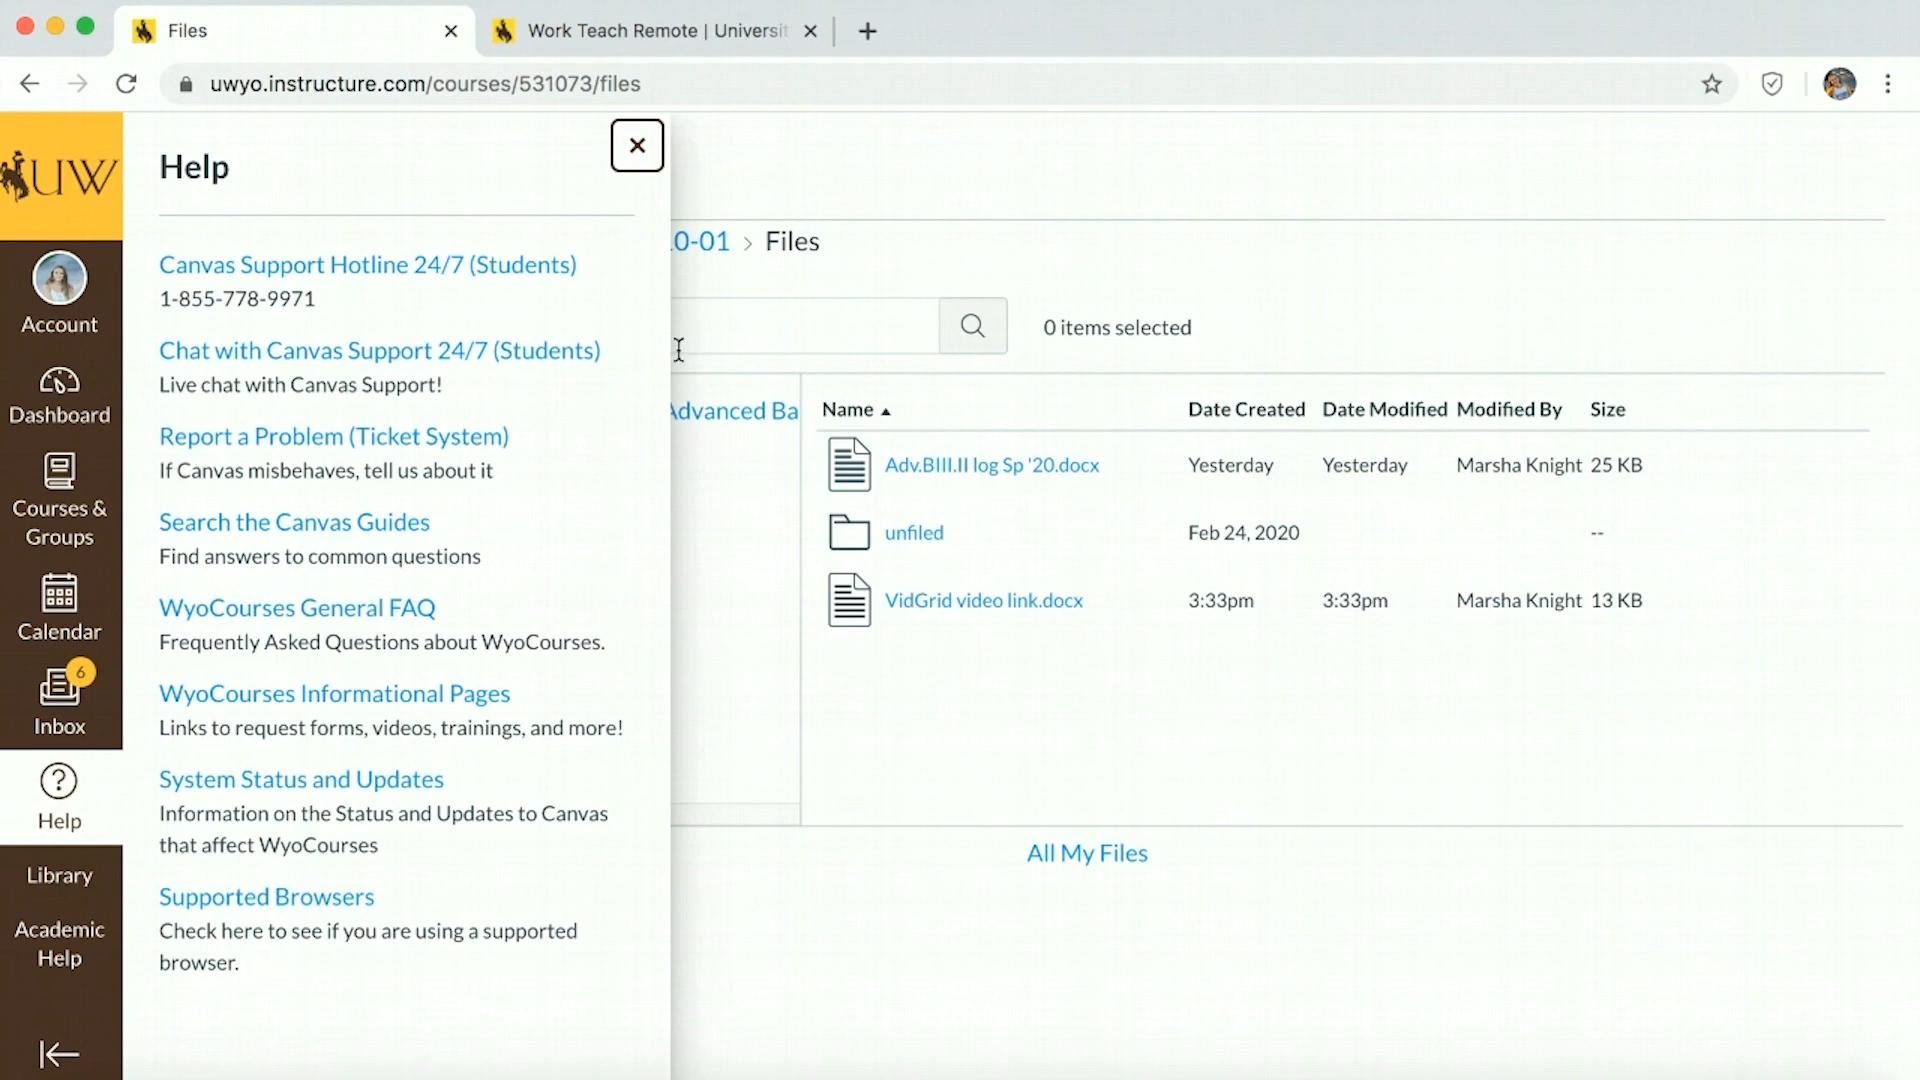 Files
Work Teach Remote | Universit
uwyo.instructure.com/courses/531073/files
UW
Account
Dashboard
Courses &
Groups
Calendar
6
Inbox
Help
Library
Academic
Help
Help
Canvas Support Hotline 24/7 (Students)
1-855-778-9971
Chat with Canvas Support 24/7 (Students)
Live chat with Canvas Support!
Report a Problem (Ticket System)
If Canvas misbehaves, tell us about it
Search the Canvas Guides
Find answers to common questions
WyoCourses General FAQ
Frequently Asked Questions about WyoCourses.
WyoCourses Informational Pages
Links to request forms, videos, trainings, and more!
System Status and Updates
Information on the Status and Updates to Canvas
that affect WyoCourses
Supported Browsers
Check here to see if you are using a supported
browser.
0-01 > Files
0 items selected
Advanced Ba
Name Date Created Date Modified Modified By Size
Adv.BIII.II log Sp '20.docx Yesterday Yesterday Marsha Knight 25 KB
unfiled Feb 24, 2020 --
VidGrid video link.docx 3:33pm 3:33pm Marsha Knight 13 KB
All My Files